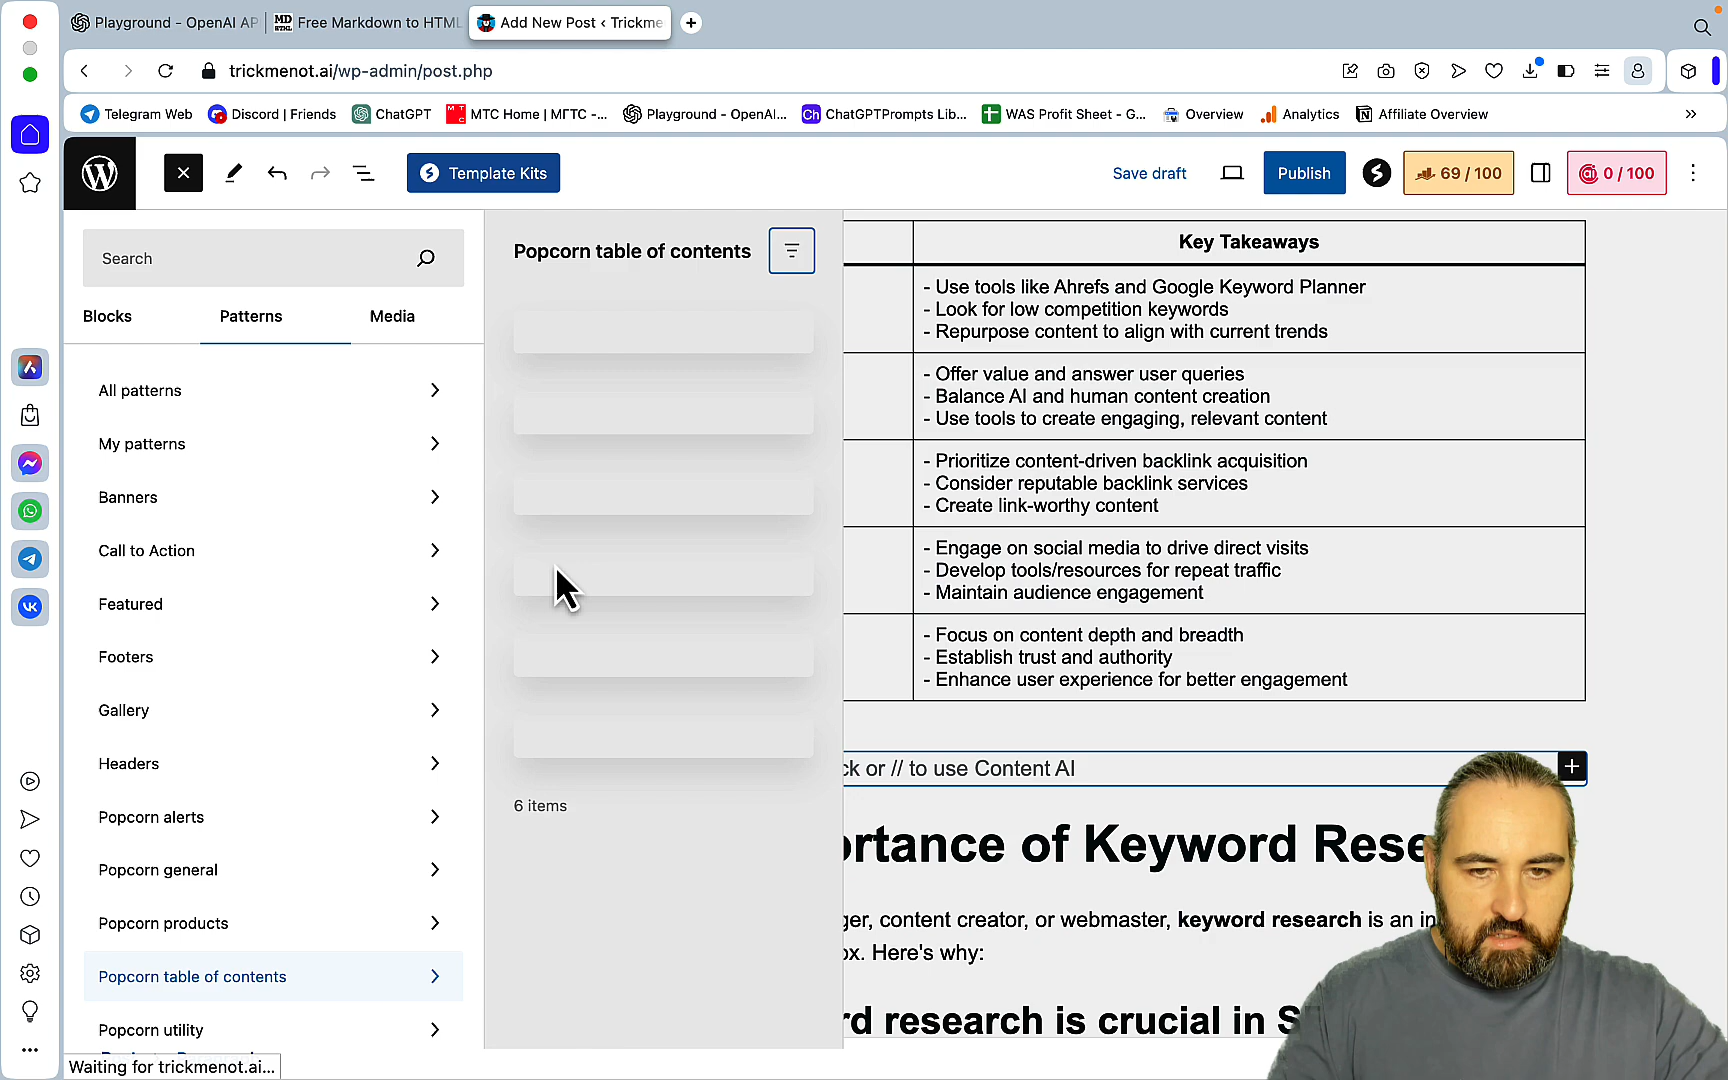 Playground - OpenAI AP
Free Markdown to HTML
Add New Post ‹ Trickme
trickmenot.ai/wp-admin/post.php
Telegram Web
Discord | Friends
ChatGPT
МТС Home | МГТС -...
Playground - OpenAI...
Ch ChatGPTPrompts Lib...
WAS Profit Sheet - G...
Overview
Analytics
Affiliate Overview
Template Kits
Save draft
Publish
69 / 100
0 / 100
Search
Blocks
Patterns
Media
All patterns
My patterns
Banners
Call to Action
Featured
Footers
Gallery
Headers
Popcorn alerts
Popcorn general
Popcorn products
Popcorn table of contents
Popcorn utility
Waiting for trickmenot.ai...
Popcorn table of contents
6 items
Key Takeaways
- Use tools like Ahrefs and Google Keyword Planner
- Look for low competition keywords
- Repurpose content to align with current trends
- Offer value and answer user queries
- Balance AI and human content creation
- Use tools to create engaging, relevant content
- Prioritize content-driven backlink acquisition
- Consider reputable backlink services
- Create link-worthy content
- Engage on social media to drive direct visits
- Develop tools/resources for repeat traffic
- Maintain audience engagement
- Focus on content depth and breadth
- Establish trust and authority
- Enhance user experience for better engagement
ck or // to use Content AI
ortance of Keyword Rese
ger, content creator, or webmaster, keyword research is an in
ox. Here's why:
rd research is crucial in S